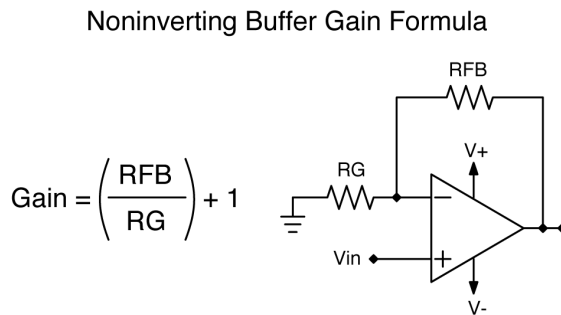 Noninverting Buffer Gain Formula
RFB
V+
RG
Gain = (RFB / RG) + 1
−
+
Vin
V-